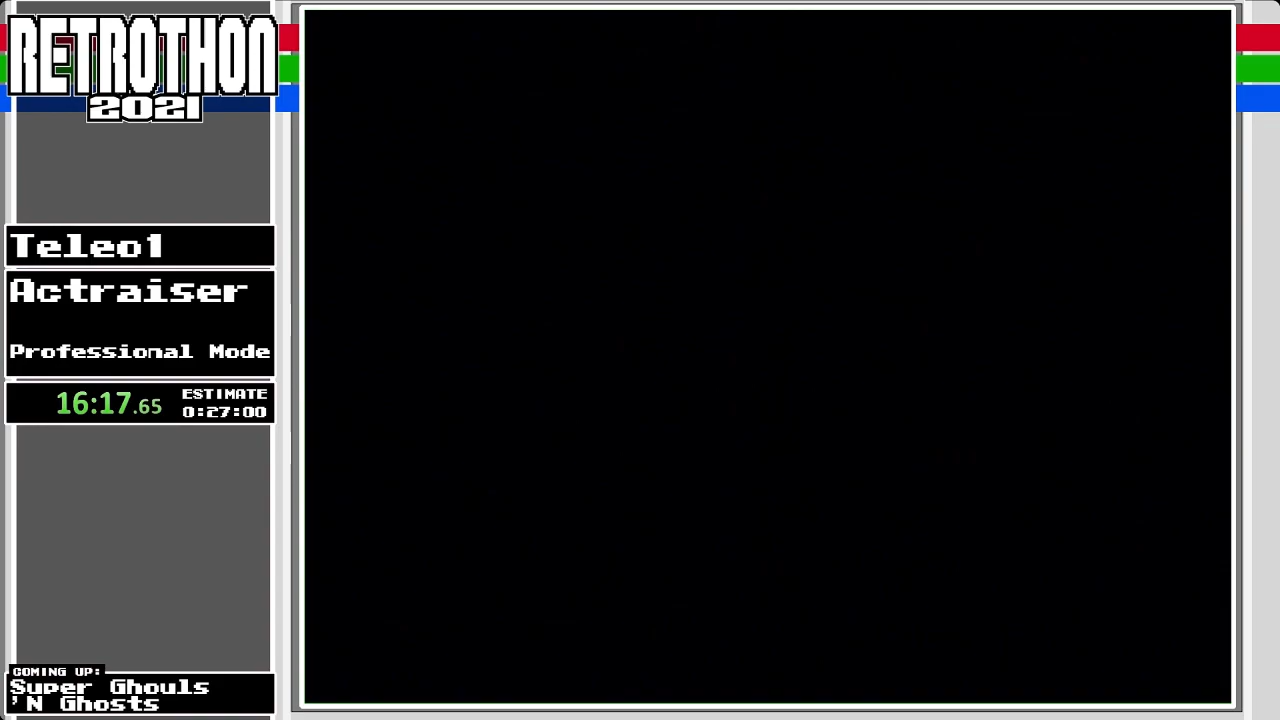 RETROTHON
2021
Teleo1
Actraiser
Professional Mode
16:17.65
ESTIMATE
0:27:00
COMING UP:
Super Ghouls
'N Ghosts